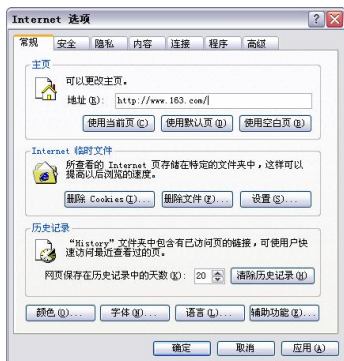 Internet 选项
常规 安全 隐私 内容 连接 程序 高级
主页
可以更改主页。
地址(R): http://www.163.com/
使用当前页(C) 使用默认页(D) 使用空白页(B)
Internet 临时文件
所查看的 Internet 页存储在特定的文件夹中，这样可以
提高以后浏览的速度。
删除 Cookies(I)... 删除文件(F)... 设置(S)...
历史记录
“History”文件夹中包含有已访问页的链接，可使用户快
速访问最近查看过的页。
网页保存在历史记录中的天数(K): 20 清除历史记录(H)
颜色(O)... 字体(N)... 语言(L)... 辅助功能(E)...
确定 取消 应用(A)